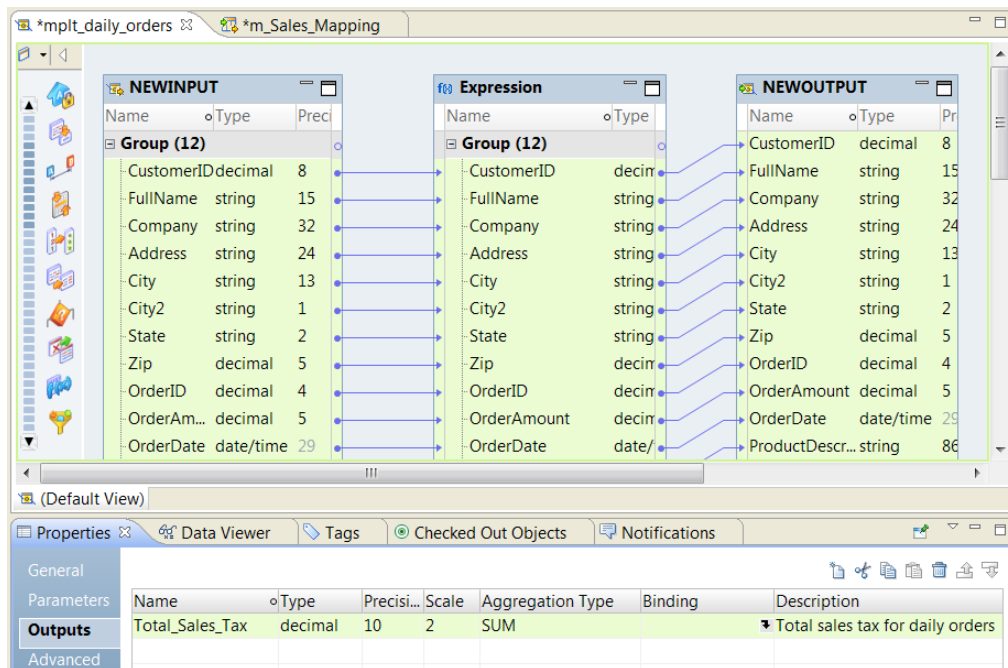 *mplt_daily_orders *m_Sales_Mapping
NEWINPUT
Name Type Preci
Group (12)
CustomerID decimal 8
FullName string 15
Company string 32
Address string 24
City string 13
City2 string 1
State string 2
Zip decimal 5
OrderID decimal 4
OrderAm... decimal 5
OrderDate date/time 29
f(x) Expression
Name Type
Group (12)
CustomerID decim
FullName string
Company string
Address string
City string
City2 string
State string
Zip decim
OrderID decim
OrderAmount decim
OrderDate date/
NEWOUTPUT
Name Type Pr
CustomerID decimal 8
FullName string 15
Company string 32
Address string 24
City string 13
City2 string 1
State string 2
Zip decimal 5
OrderID decimal 4
OrderAmount decimal 5
OrderDate date/time 29
ProductDescr... string 86
(Default View)
Properties Data Viewer Tags Checked Out Objects Notifications
General
Parameters
Outputs
Advanced
Name Type Precisi... Scale Aggregation Type Binding Description
Total_Sales_Tax decimal 10 2 SUM Total sales tax for daily orders